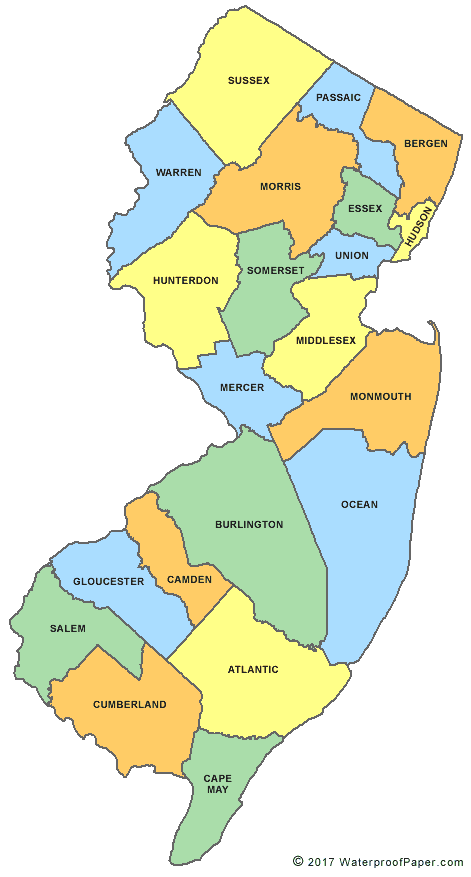 SUSSEX
PASSAIC
BERGEN
WARREN
MORRIS
ESSEX
HUDSON
UNION
SOMERSET
HUNTERDON
MIDDLESEX
MERCER
MONMOUTH
OCEAN
BURLINGTON
CAMDEN
GLOUCESTER
SALEM
ATLANTIC
CUMBERLAND
CAPE
MAY
© 2017 WaterproofPaper.com